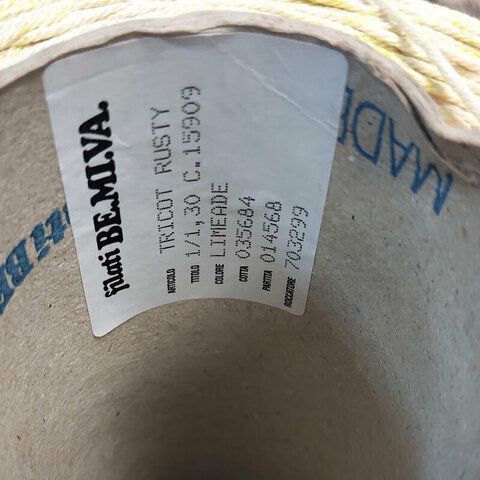 filati BE.MI.VA.
ARTICOLO TRICOT RUSTY
TITOLO 1/1,30 C.15909
COLORE LIMEADE
COTTA 035684
PARTITA 014568
ROCCATORE 703299
MADE